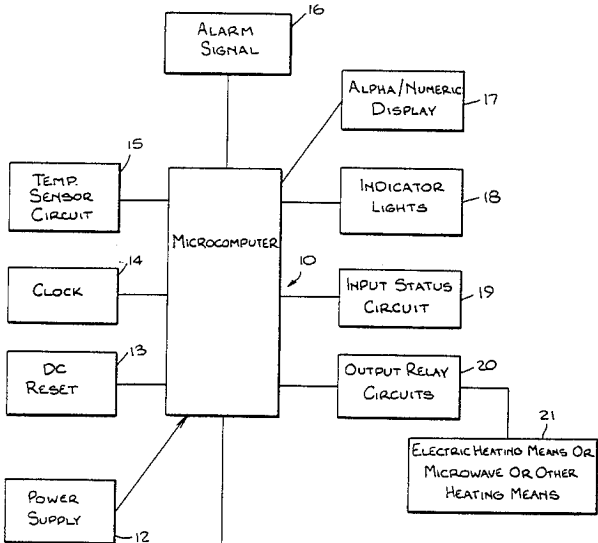 16
ALARM
SIGNAL
ALPHA/NUMERIC
DISPLAY
17
15
TEMP.
SENSOR
CIRCUIT
MICROCOMPUTER
INDICATOR
LIGHTS
18
14
CLOCK
10
INPUT STATUS
CIRCUIT
19
13
DC
RESET
OUTPUT RELAY
CIRCUITS
20
21
ELECTRIC HEATING MEANS OR
MICROWAVE OR OTHER
HEATING MEANS
POWER
SUPPLY
12